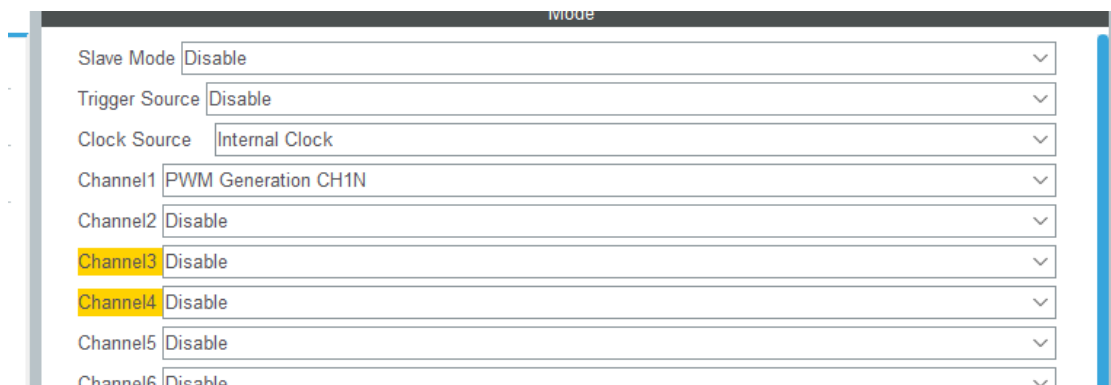 Mode
Slave Mode Disable
Trigger Source Disable
Clock Source Internal Clock
Channel1 PWM Generation CH1N
Channel2 Disable
Channel3 Disable
Channel4 Disable
Channel5 Disable
Channel6 Disable